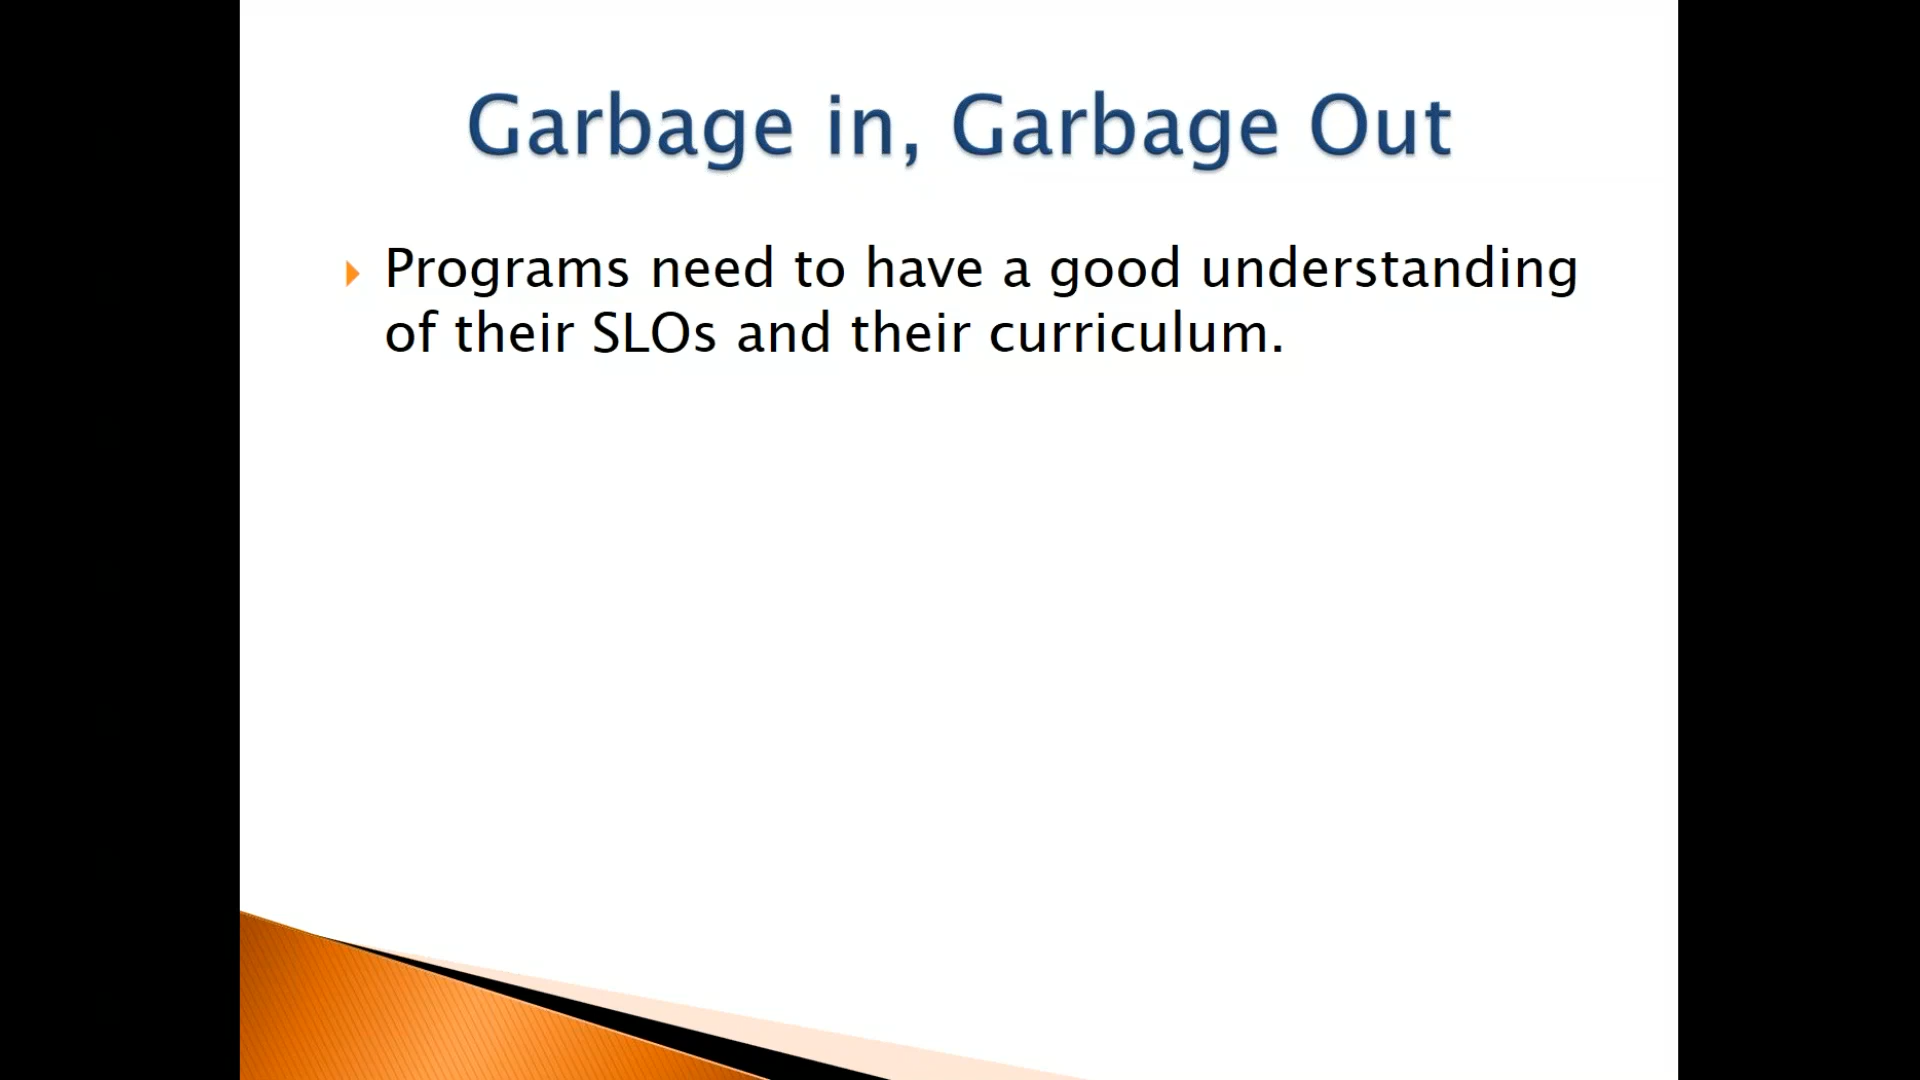 Garbage in, Garbage Out
Programs need to have a good understanding
of their SLOs and their curriculum.